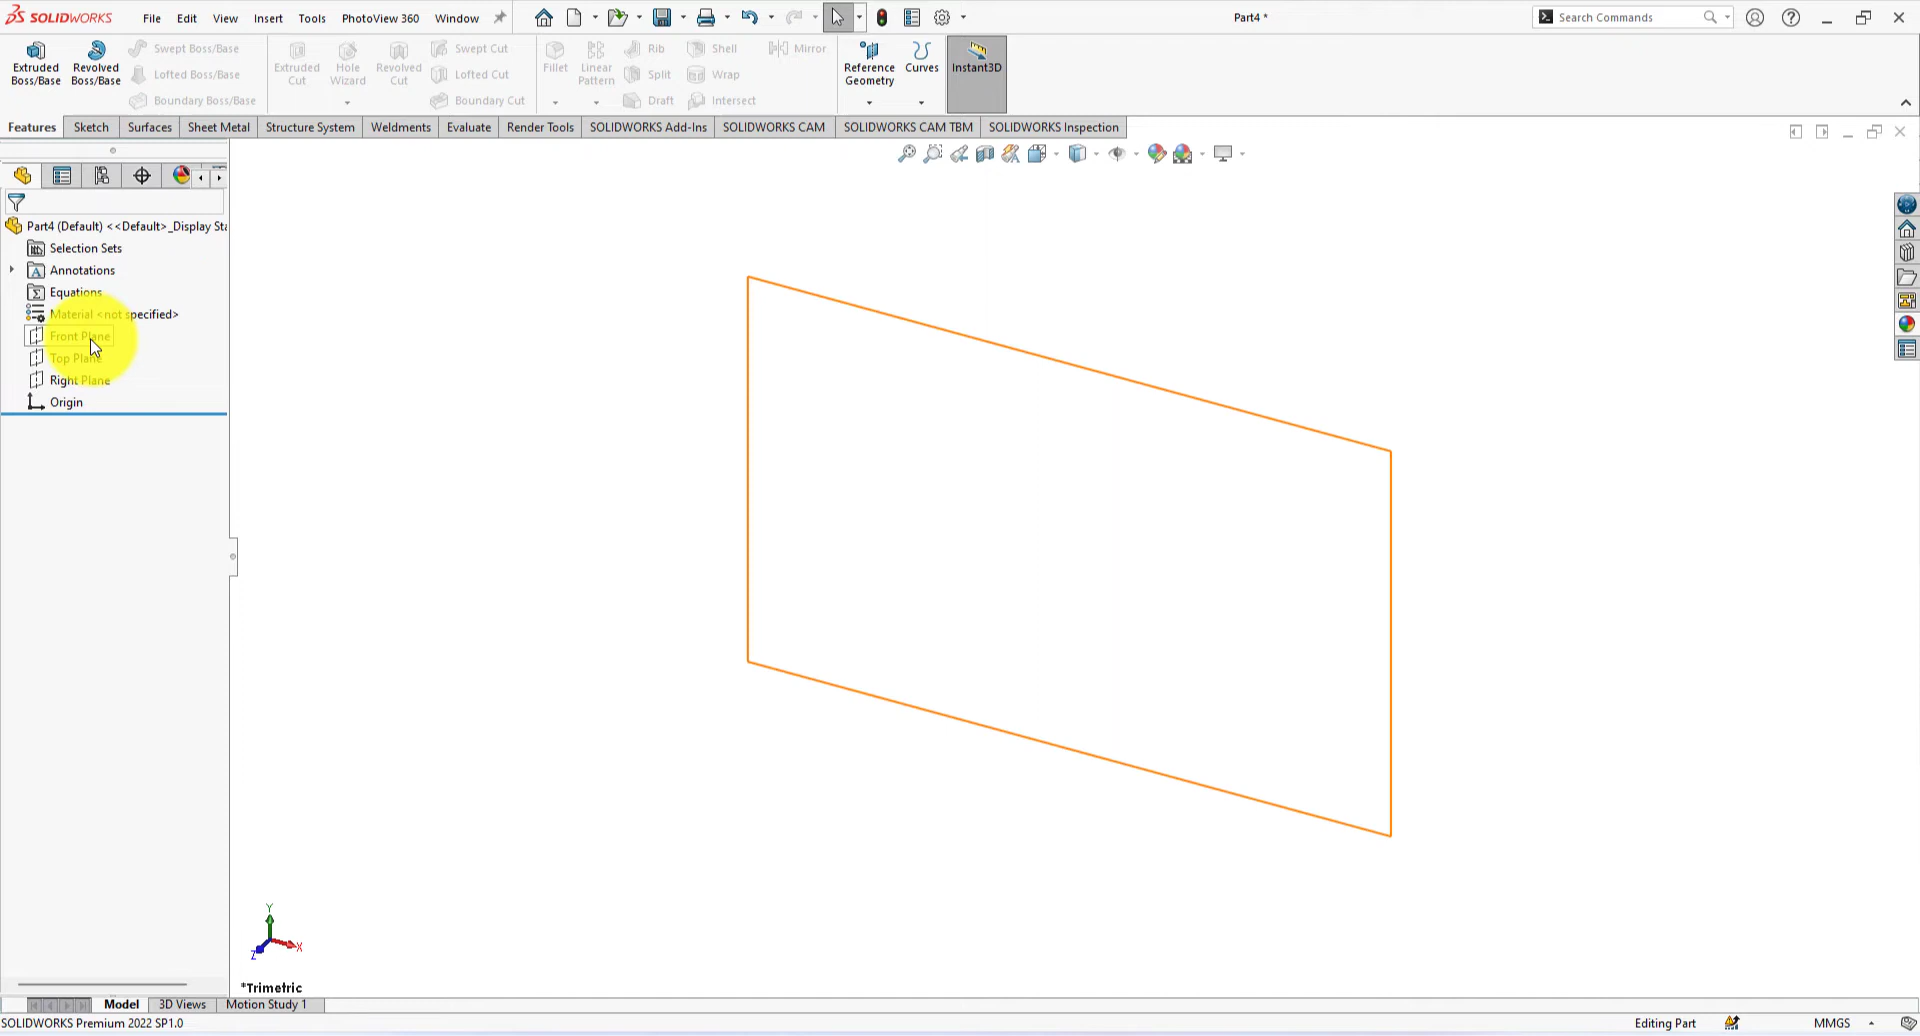 SOLIDWORKS File Edit View Insert Tools PhotoView 360 Window Part4 * Search Commands
Extruded Boss/Base
Revolved Boss/Base
Swept Boss/Base
Lofted Boss/Base
Boundary Boss/Base
Extruded Cut
Hole Wizard
Revolved Cut
Swept Cut
Lofted Cut
Boundary Cut
Fillet
Linear Pattern
Rib
Split
Draft
Shell
Wrap
Intersect
Mirror
Reference Geometry
Curves
Instant3D
Features Sketch Surfaces Sheet Metal Structure System Weldments Evaluate Render Tools SOLIDWORKS Add-Ins SOLIDWORKS CAM SOLIDWORKS CAM TBM SOLIDWORKS Inspection
Part4 (Default) <<Default>_Display Sta
Selection Sets
Annotations
Equations
Material <not specified>
Front Plane
Top Plane
Right Plane
Origin
Y
X
Z
*Trimetric
Model 3D Views Motion Study 1
SOLIDWORKS Premium 2022 SP1.0 Editing Part MMGS